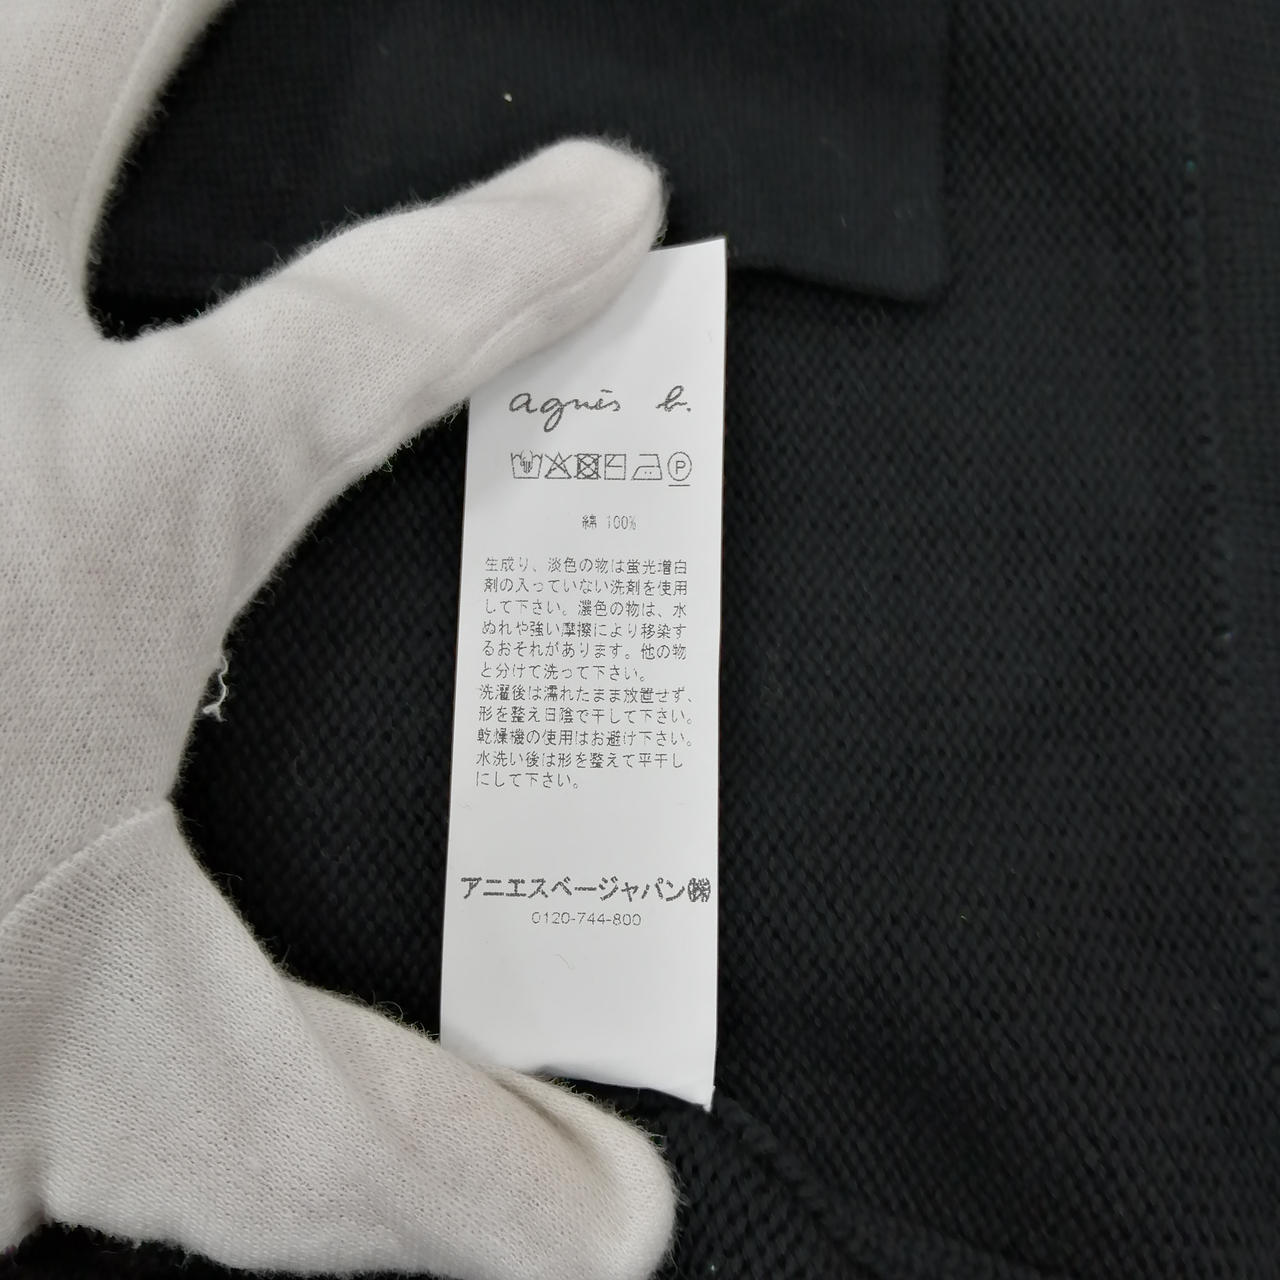 agnès b.
綿 100%
生成り、淡色の物は蛍光増白
剤の入っていない洗剤を使用
して下さい。濃色の物は、水
ぬれや強い摩擦により移染す
るおそれがあります。他の物
と分けて洗って下さい。
洗濯後は濡れたまま放置せず、
形を整え日陰で干して下さい。
乾燥機の使用はお避け下さい。
水洗い後は形を整えて平干し
にして下さい。
アニエスベージャパン㈱
0120-744-800